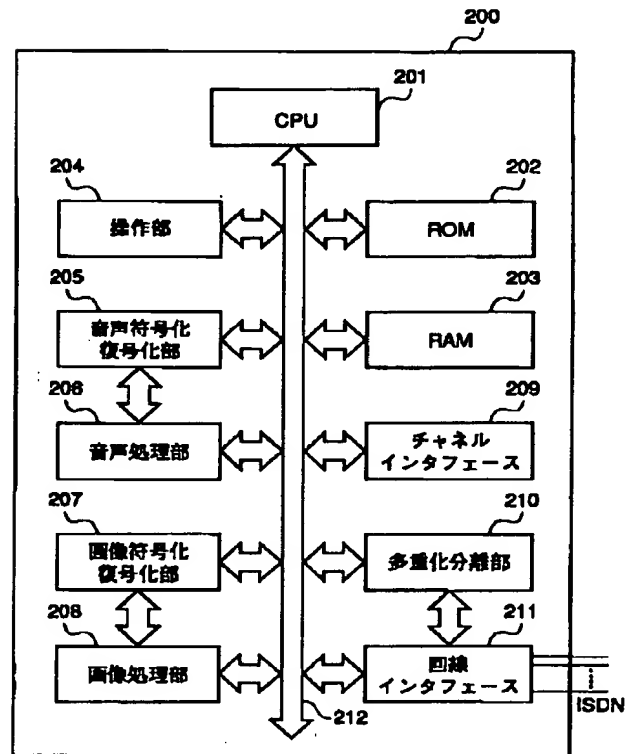 200
201
CPU
204
操作部
202
ROM
205
音声符号化
復号化部
203
RAM
206
音声処理部
209
チャネル
インタフェース
207
画像符号化
復号化部
210
多重化分離部
208
画像処理部
211
回線
インタフェース
212
ISDN